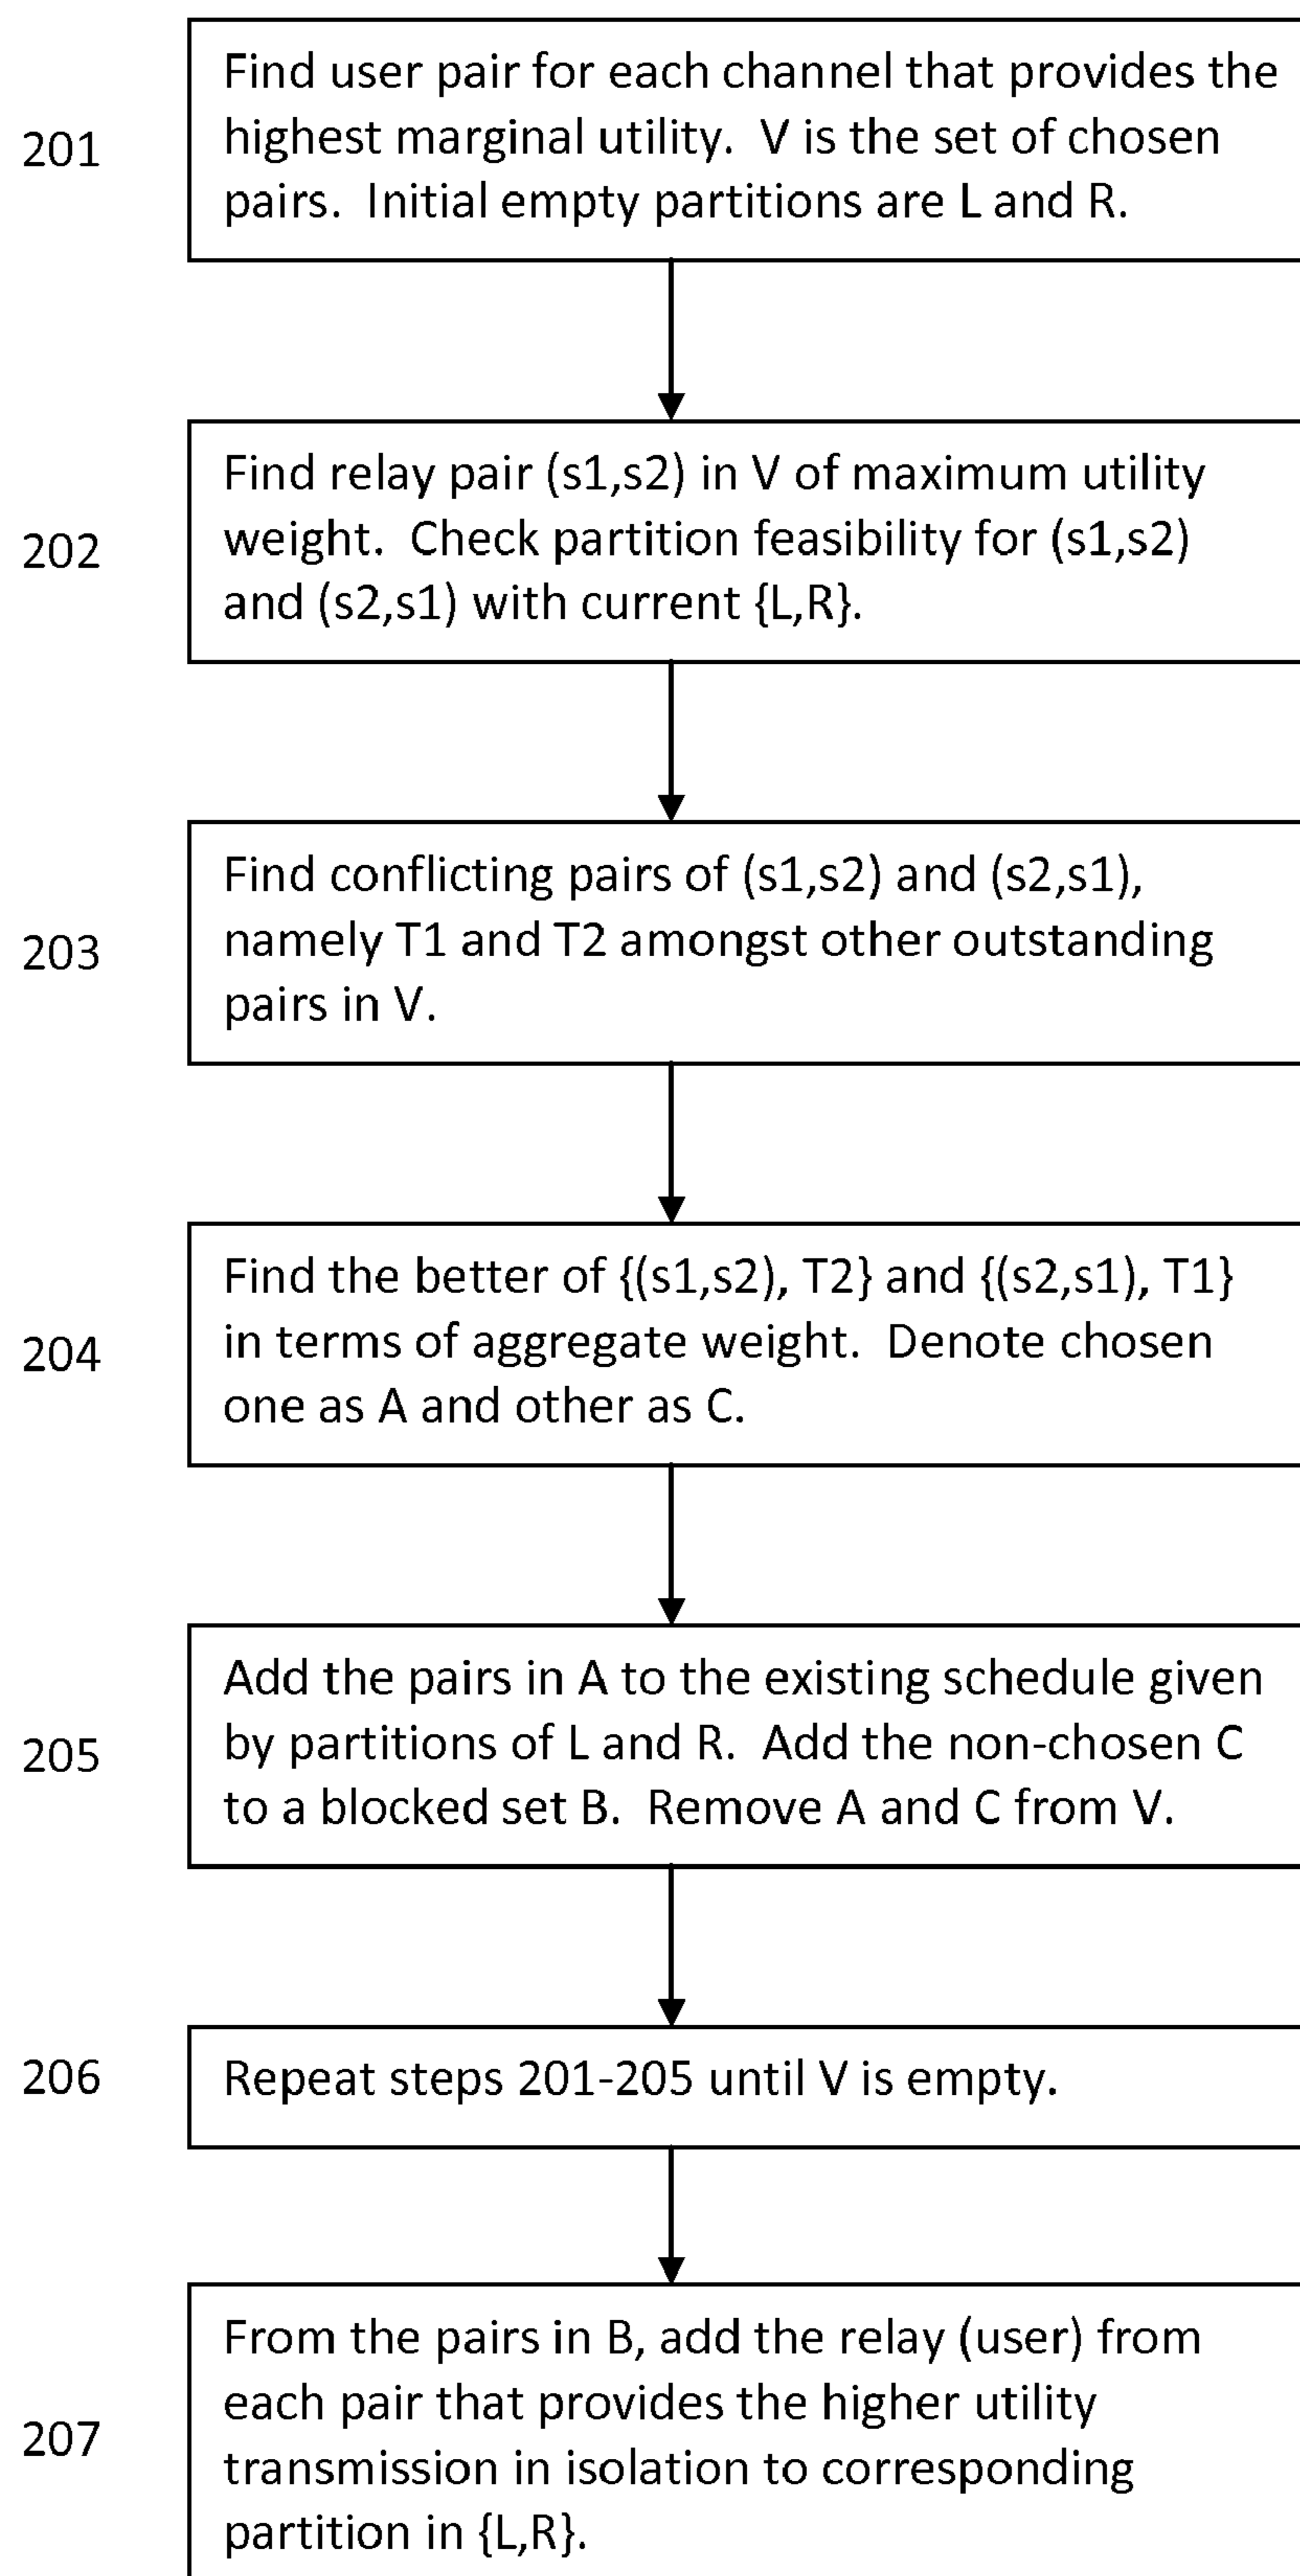 201
Find user pair for each channel that provides the
highest marginal utility. V is the set of chosen
pairs. Initial empty partitions are L and R.
202
Find relay pair (s1,s2) in V of maximum utility
weight. Check partition feasibility for (s1,s2)
and (s2,s1) with current {L,R}.
203
Find conflicting pairs of (s1,s2) and (s2,s1),
namely T1 and T2 amongst other outstanding
pairs in V.
204
Find the better of {(s1,s2), T2} and {(s2,s1), T1}
in terms of aggregate weight. Denote chosen
one as A and other as C.
205
Add the pairs in A to the existing schedule given
by partitions of L and R. Add the non-chosen C
to a blocked set B. Remove A and C from V.
206
Repeat steps 201-205 until V is empty.
207
From the pairs in B, add the relay (user) from
each pair that provides the higher utility
transmission in isolation to corresponding
partition in {L,R}.